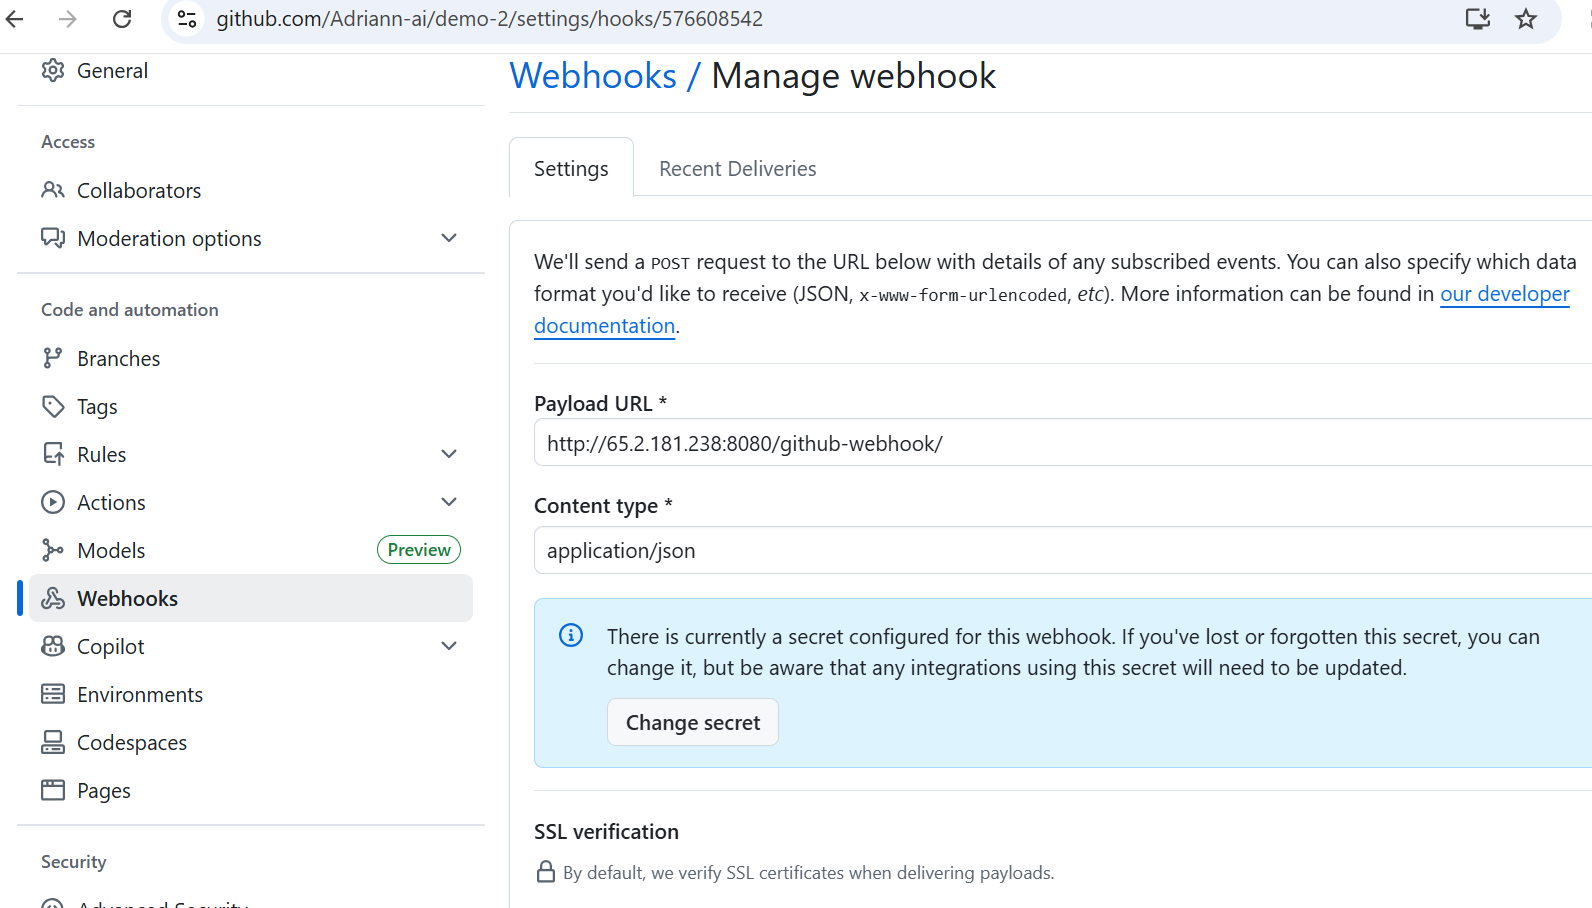 github.com/Adriann-ai/demo-2/settings/hooks/576608542
General
Access
Collaborators
Moderation options
Code and automation
Branches
Tags
Rules
Actions
Models Preview
Webhooks
Copilot
Environments
Codespaces
Pages
Security
Advanced Security
Webhooks / Manage webhook
Settings Recent Deliveries
We'll send a POST request to the URL below with details of any subscribed events. You can also specify which data
format you'd like to receive (JSON, x-www-form-urlencoded, etc). More information can be found in our developer
documentation.
Payload URL *
http://65.2.181.238:8080/github-webhook/
Content type *
application/json
There is currently a secret configured for this webhook. If you've lost or forgotten this secret, you can
change it, but be aware that any integrations using this secret will need to be updated.
Change secret
SSL verification
By default, we verify SSL certificates when delivering payloads.